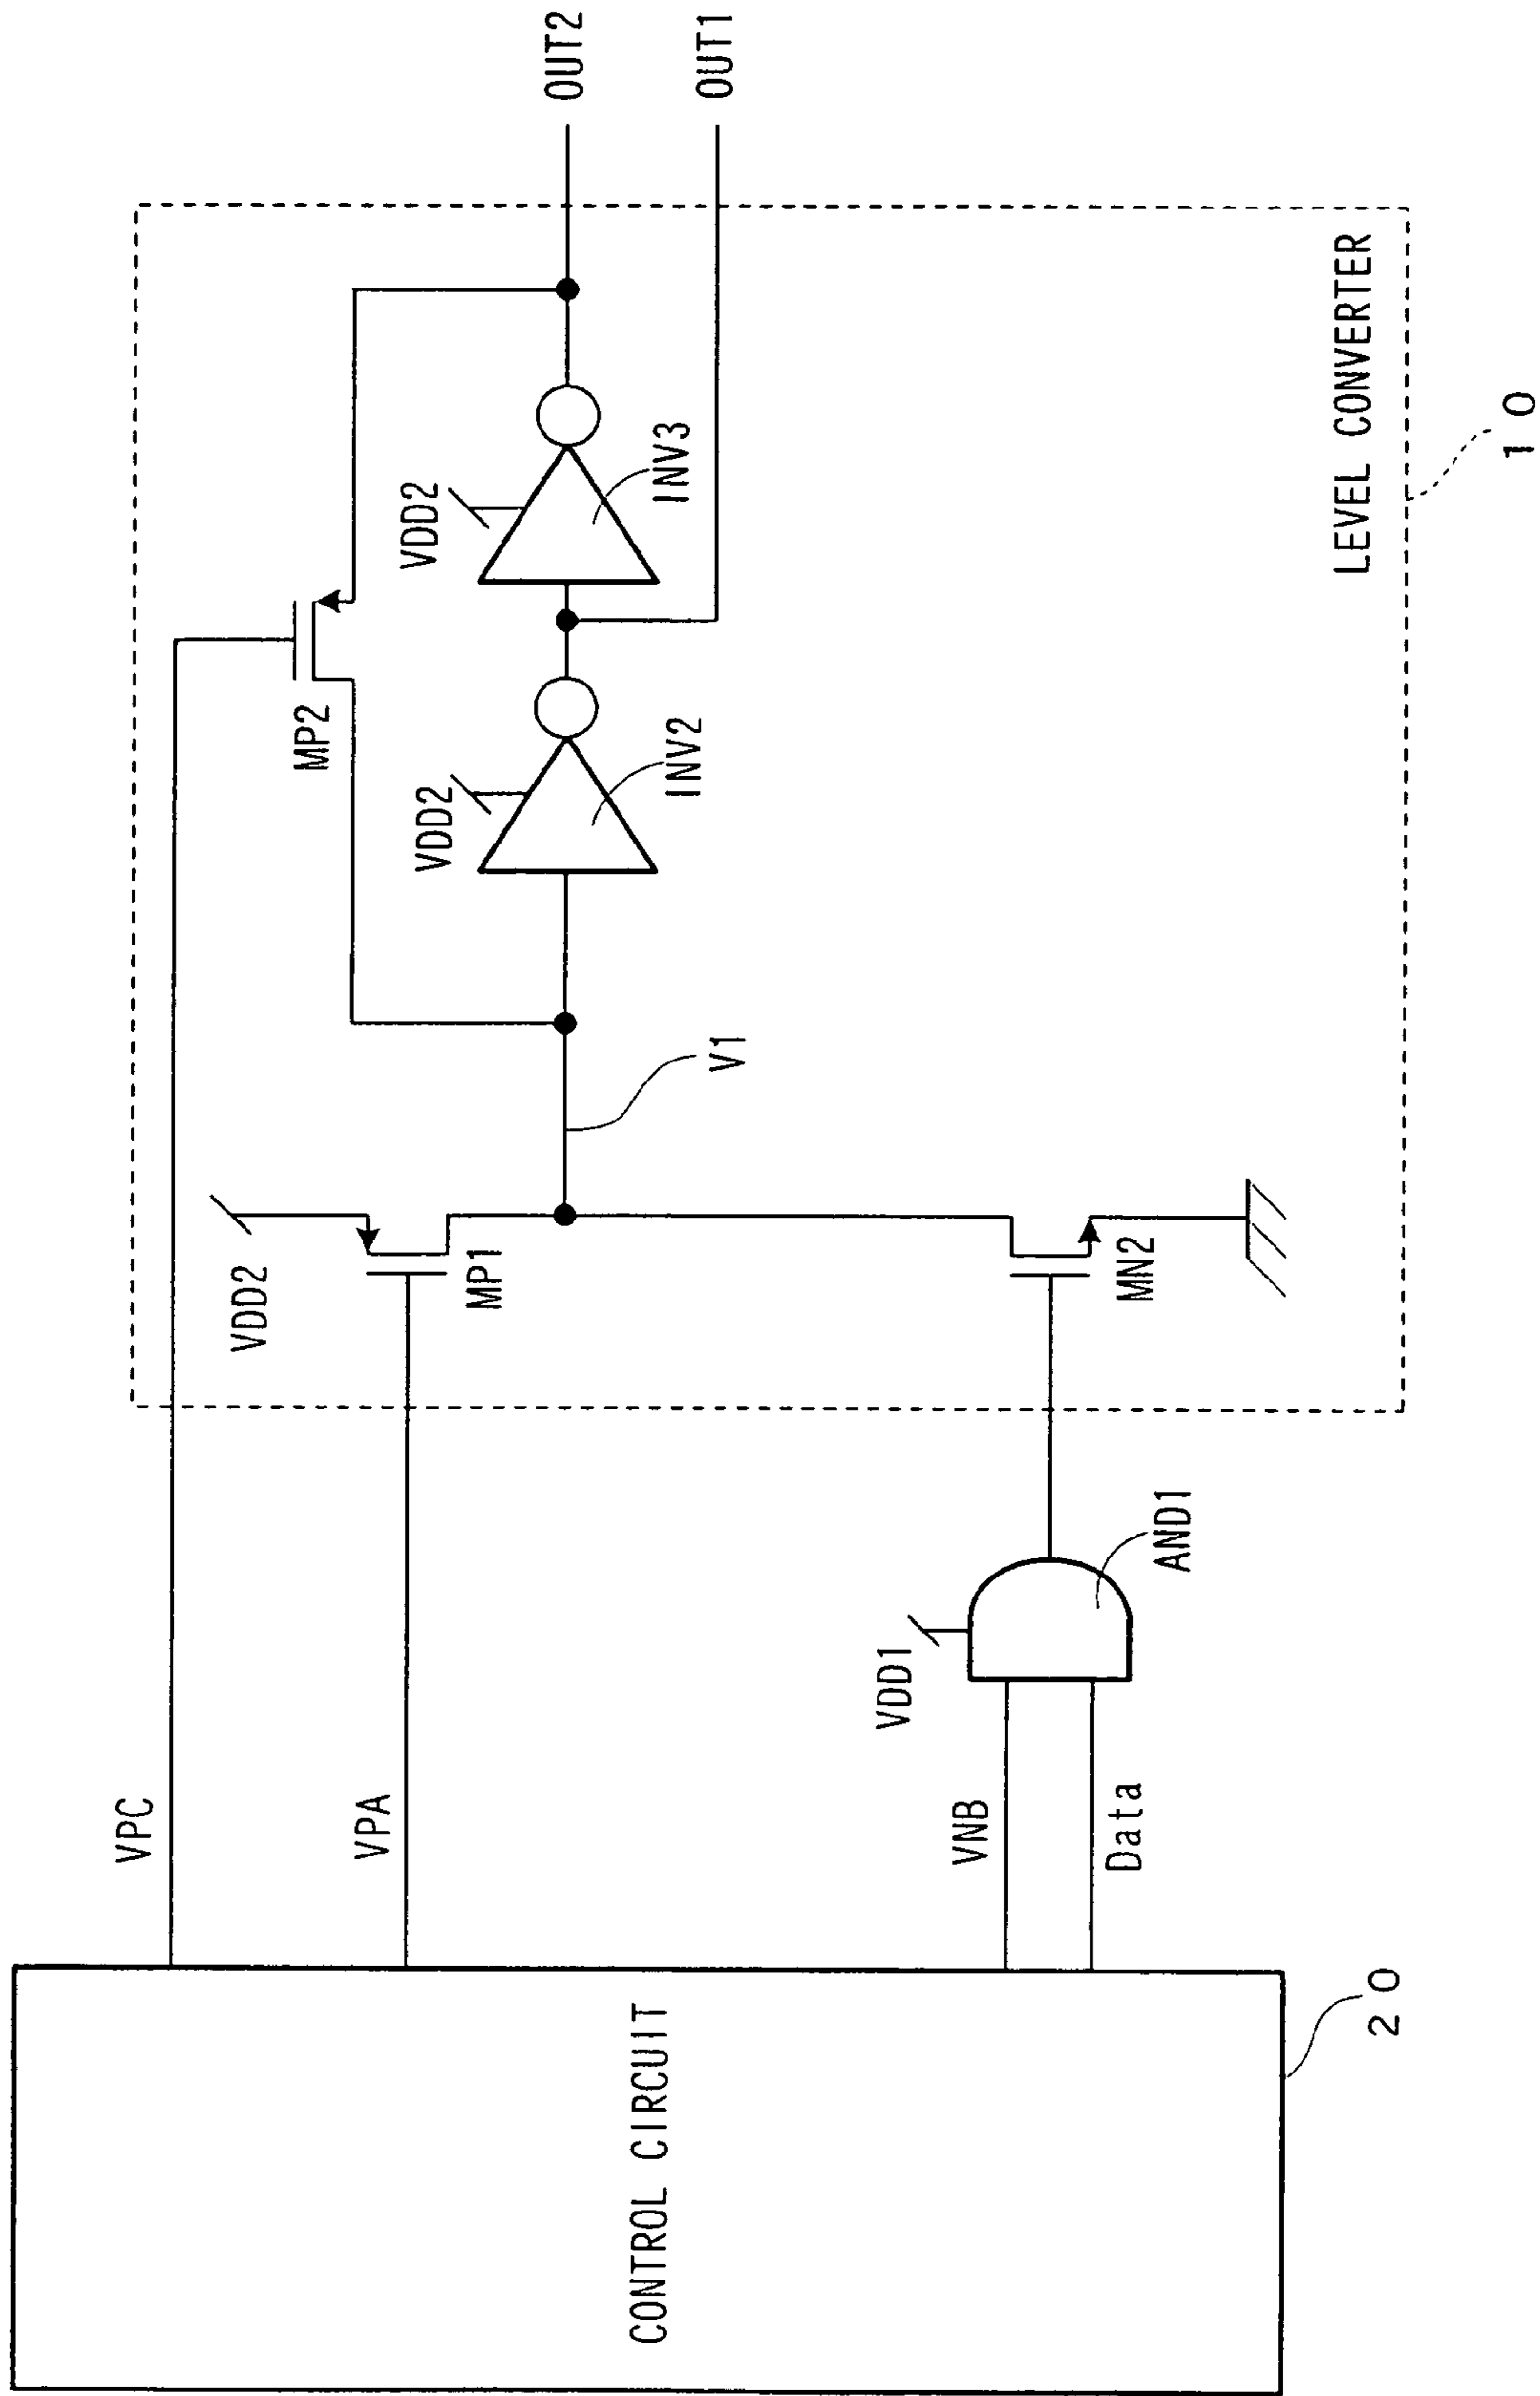 CONTROL CIRCUIT
20
VPC
VPA
VNB
Data
VDD1
AND1
VDD2
MP1
MN2
V1
MP2
VDD2
INV2
VDD2
INV3
OUT2
OUT1
LEVEL CONVERTER
10